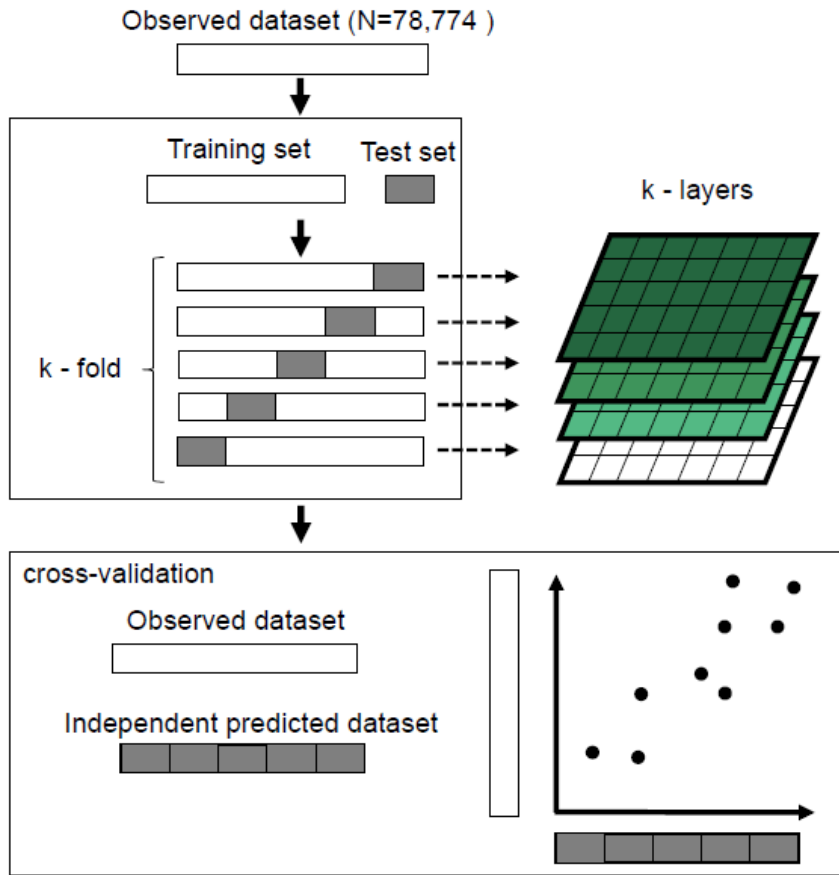 Observed dataset (N=78,774 )
Training set
Test set
k - layers
k - fold
cross-validation
Observed dataset
Independent predicted dataset